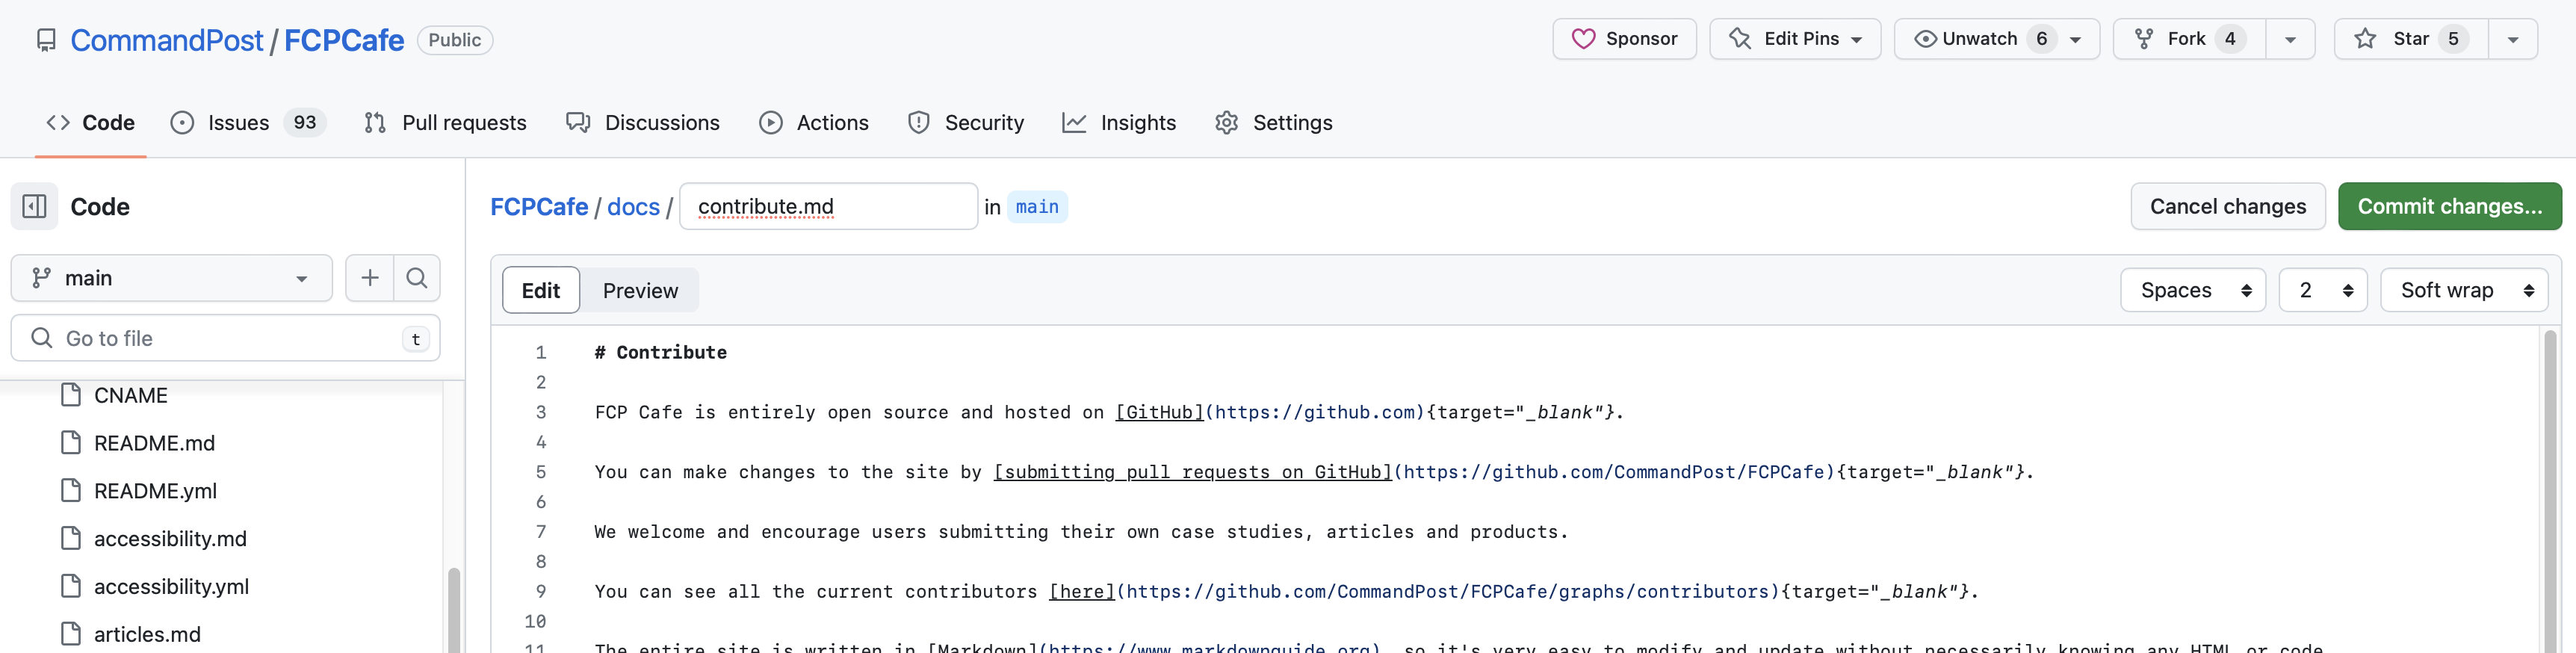 CommandPost / FCPCafe Public
Sponsor Edit Pins Unwatch 6 Fork 4 Star 5
Code Issues 93 Pull requests Discussions Actions Security Insights Settings
Code
FCPCafe / docs / contribute.md in main
Cancel changes Commit changes...
main
Go to file t
CNAME
README.md
README.yml
accessibility.md
accessibility.yml
articles.md
Edit Preview
Spaces 2 Soft wrap
1 # Contribute
2
3 FCP Cafe is entirely open source and hosted on [GitHub](https://github.com){target="_blank"}.
4
5 You can make changes to the site by [submitting pull requests on GitHub](https://github.com/CommandPost/FCPCafe){target="_blank"}.
6
7 We welcome and encourage users submitting their own case studies, articles and products.
8
9 You can see all the current contributors [here](https://github.com/CommandPost/FCPCafe/graphs/contributors){target="_blank"}.
10
11 The entire site is written in [Markdown](https://www.markdownguide.org), so it's very easy to modify and update without necessarily knowing any HTML or code